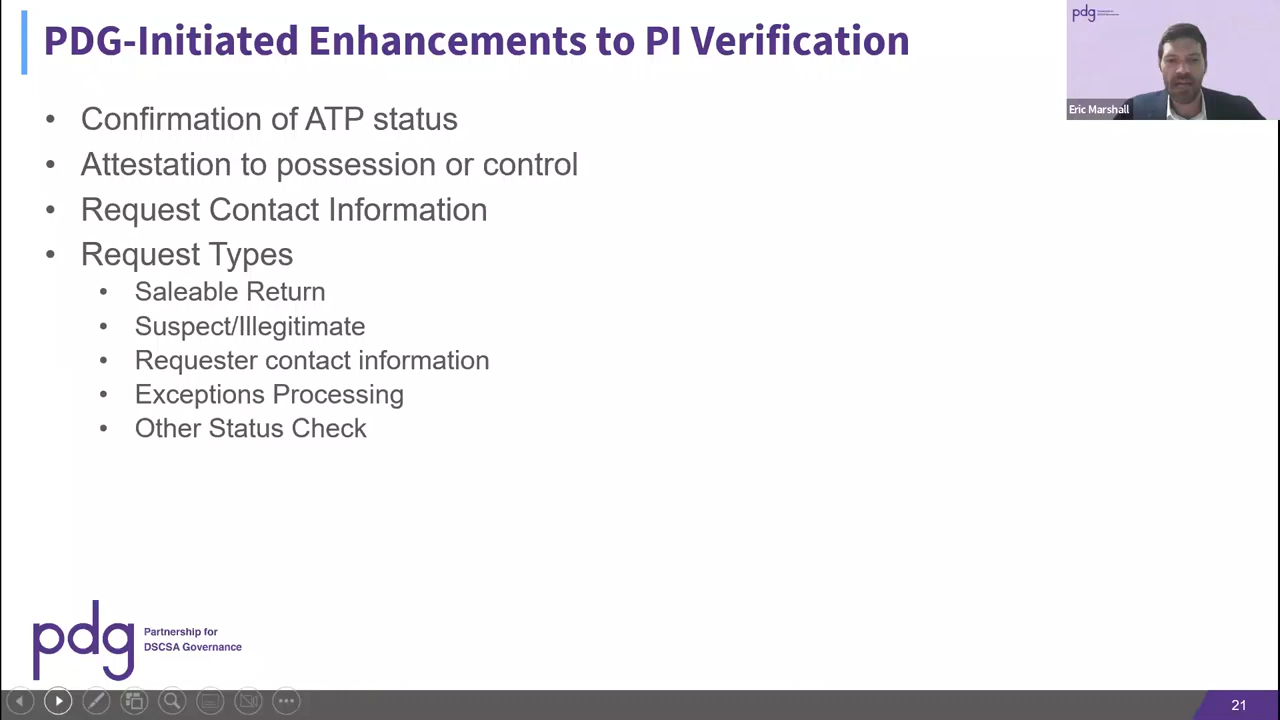 PDG-Initiated Enhancements to PI Verification
pdg
Eric Marshall
• Confirmation of ATP status
• Attestation to possession or control
• Request Contact Information
• Request Types
• Saleable Return
• Suspect/Illegitimate
• Requester contact information
• Exceptions Processing
• Other Status Check
pdg
Partnership for
DSCSA Governance
21